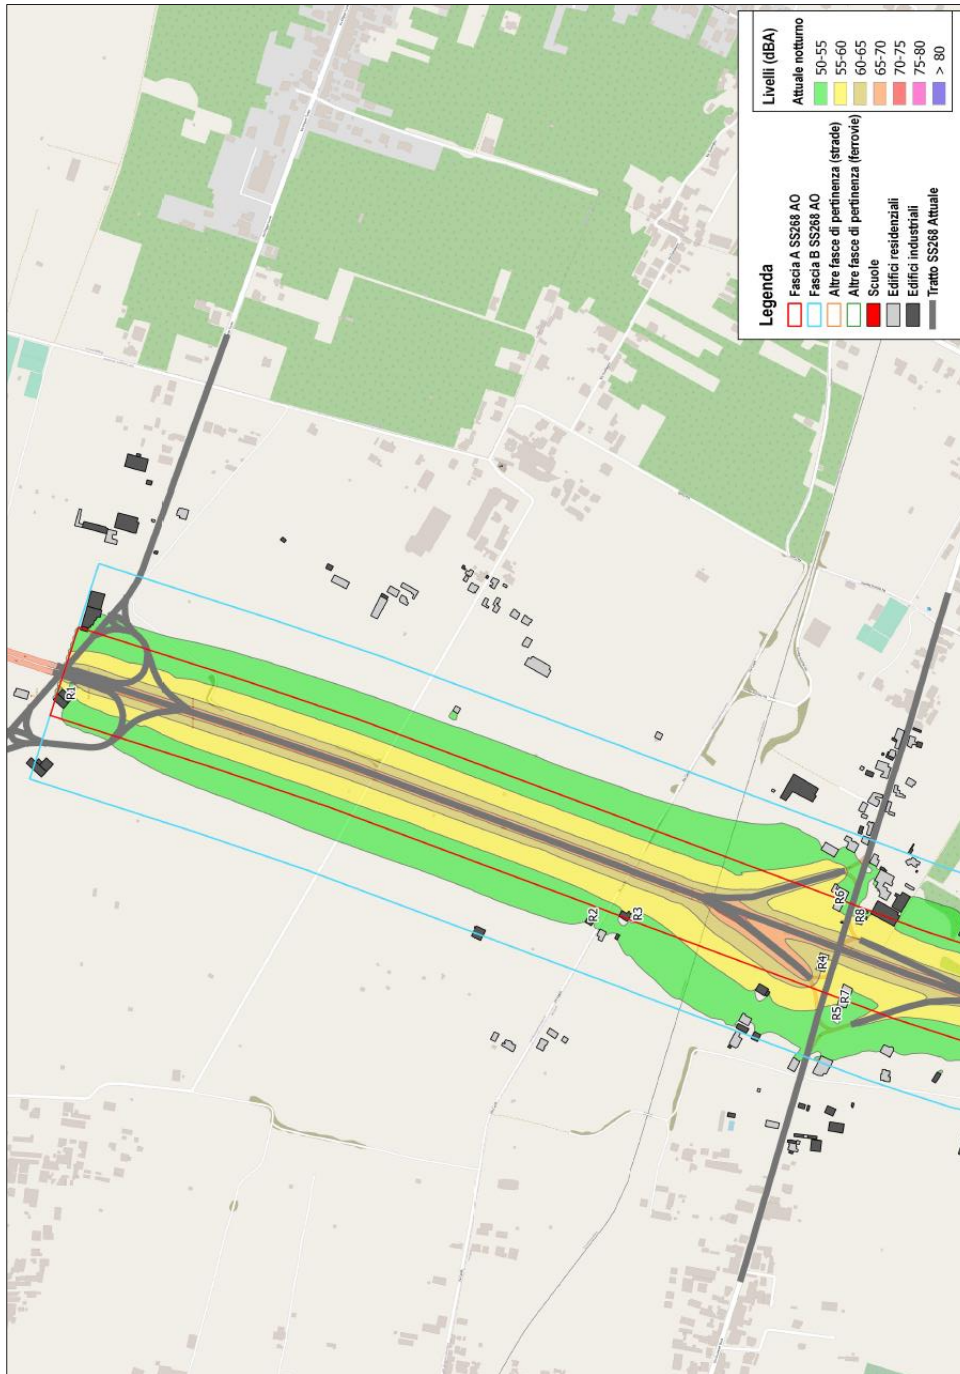 Legenda
Fascia A SS268 AO
Fascia B SS268 AO
Altre fasce di pertinenza (strade)
Altre fasce di pertinenza (ferrovie)
Scuole
Edifici residenziali
Edifici industriali
Tratto SS268 Attuale
Livelli (dBA)
Attuale notturno
50-55
55-60
60-65
65-70
70-75
75-80
> 80
R1
R2
R3
R4
R5
R7
R6
R8